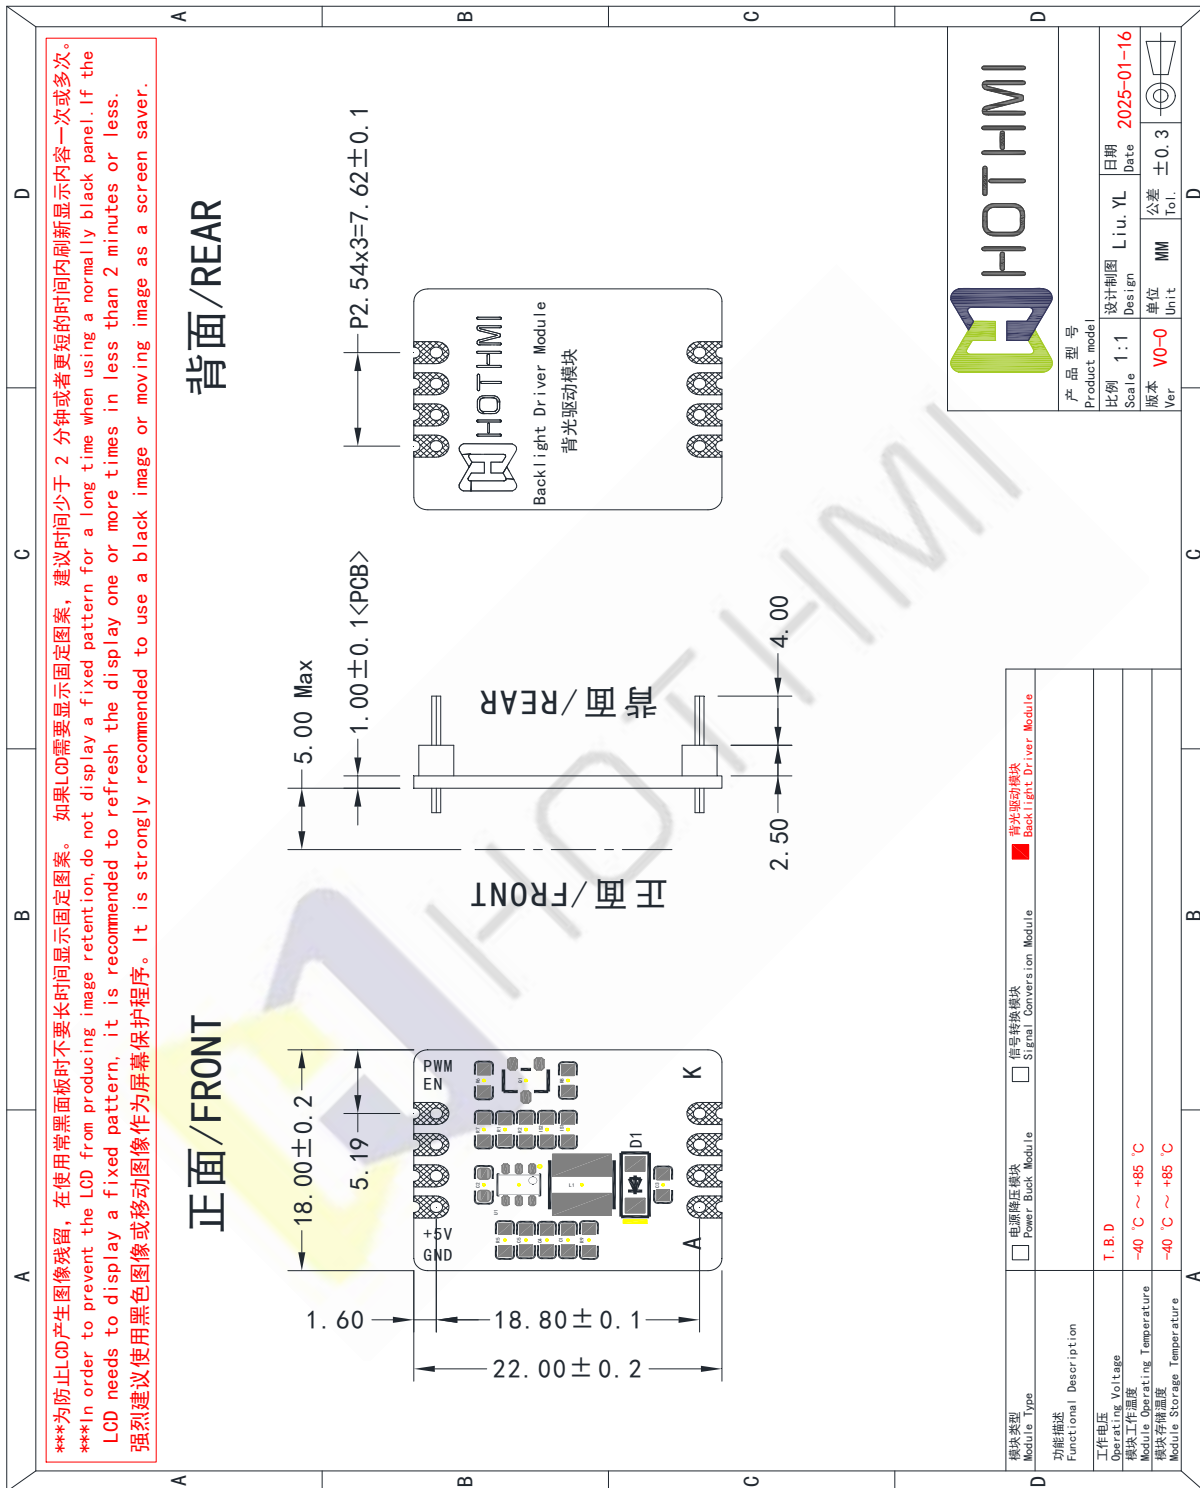 ***为防止LCD产生图像残留，在使用常黑面板时不要长时间显示固定图案。 如果LCD需要显示固定图案，建议时间少于 2 分钟或者更短的时间内刷新显示内容一次或多次。
***In order to prevent the LCD from producing image retention,do not display a fixed pattern for a long time when using a normally black panel.If the
LCD needs to display a fixed pattern, it is recommended to refresh the display one or more times in less than 2 minutes or less.
强烈建议使用黑色图像或移动图像作为屏幕保护程序。It is strongly recommended to use a black image or moving image as a screen saver.
正面/FRONT
背面/REAR
18.00±0.2
5.19
1.60
18.80±0.1
22.00±0.2
PWM
EN
+5V
GND
A
K
D1
L1
5.00 Max
1.00±0.1<PCB>
正面/FRONT
背面/REAR
2.50
4.00
P2.54x3=7.62±0.1
HOTHMI
Backlight Driver Module
背光驱动模块
HOTHMI
模块类型
Module Type
电源降压模块
Power Buck Module
信号转换模块
Signal Conversion Module
背光驱动模块
Backlight Driver Module
功能描述
Functional Description
工作电压
Operating Voltage
T.B.D
模块工作温度
Module Operating Temperature
-40 ℃ ～ +85 ℃
模块存储温度
Module Storage Temperature
-40 ℃ ～ +85 ℃
HOTHMI
产 品 型 号
Product model
比例
Scale
1:1
设计制图
Design
Liu.YL
日期
Date
2025-01-16
版本
Ver
V0-0
单位
Unit
MM
公差
Tol.
±0.3
A
B
C
D
A
B
C
D
A
B
C
D
A
B
C
D